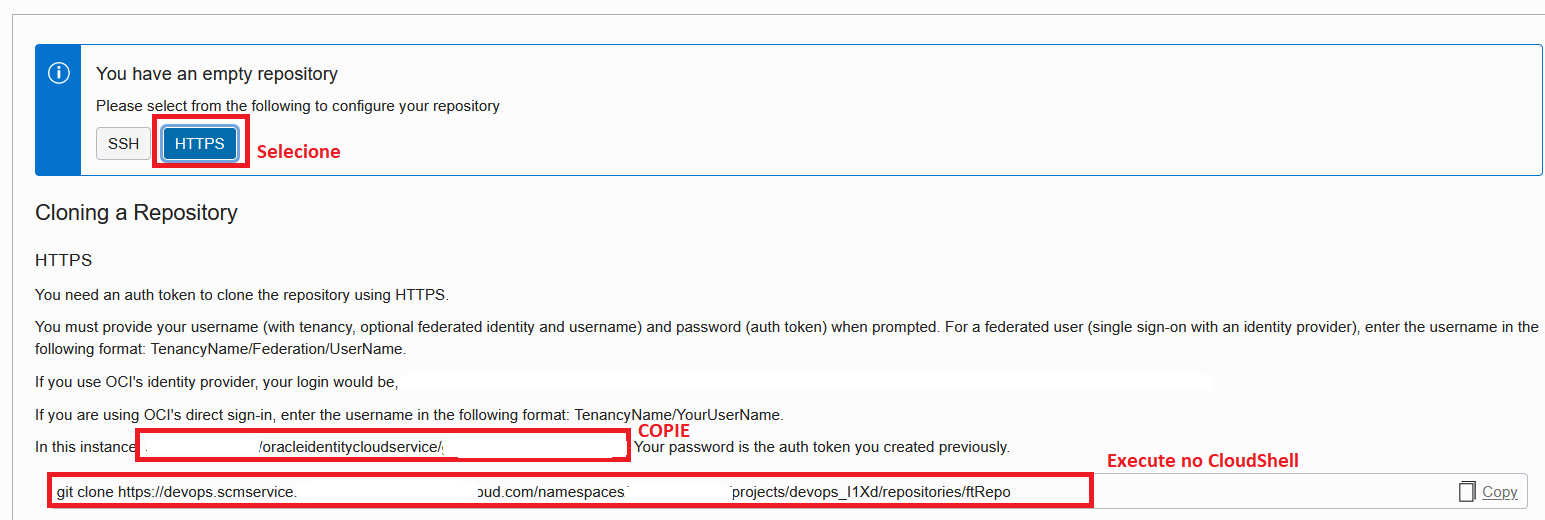 You have an empty repository
Please select from the following to configure your repository
SSH HTTPS Selecione
Cloning a Repository
HTTPS
You need an auth token to clone the repository using HTTPS.
You must provide your username (with tenancy, optional federated identity and username) and password (auth token) when prompted. For a federated user (single sign-on with an identity provider), enter the username in the
following format: TenancyName/Federation/UserName.
If you use OCI's identity provider, your login would be,
If you are using OCI's direct sign-in, enter the username in the following format: TenancyName/YourUserName.
COPIE
In this instance /oracleidentitycloudservice/ Your password is the auth token you created previously.
Execute no CloudShell
git clone https://devops.scmservice. oud.com/namespaces /projects/devops_I1Xd/repositories/ftRepo Copy